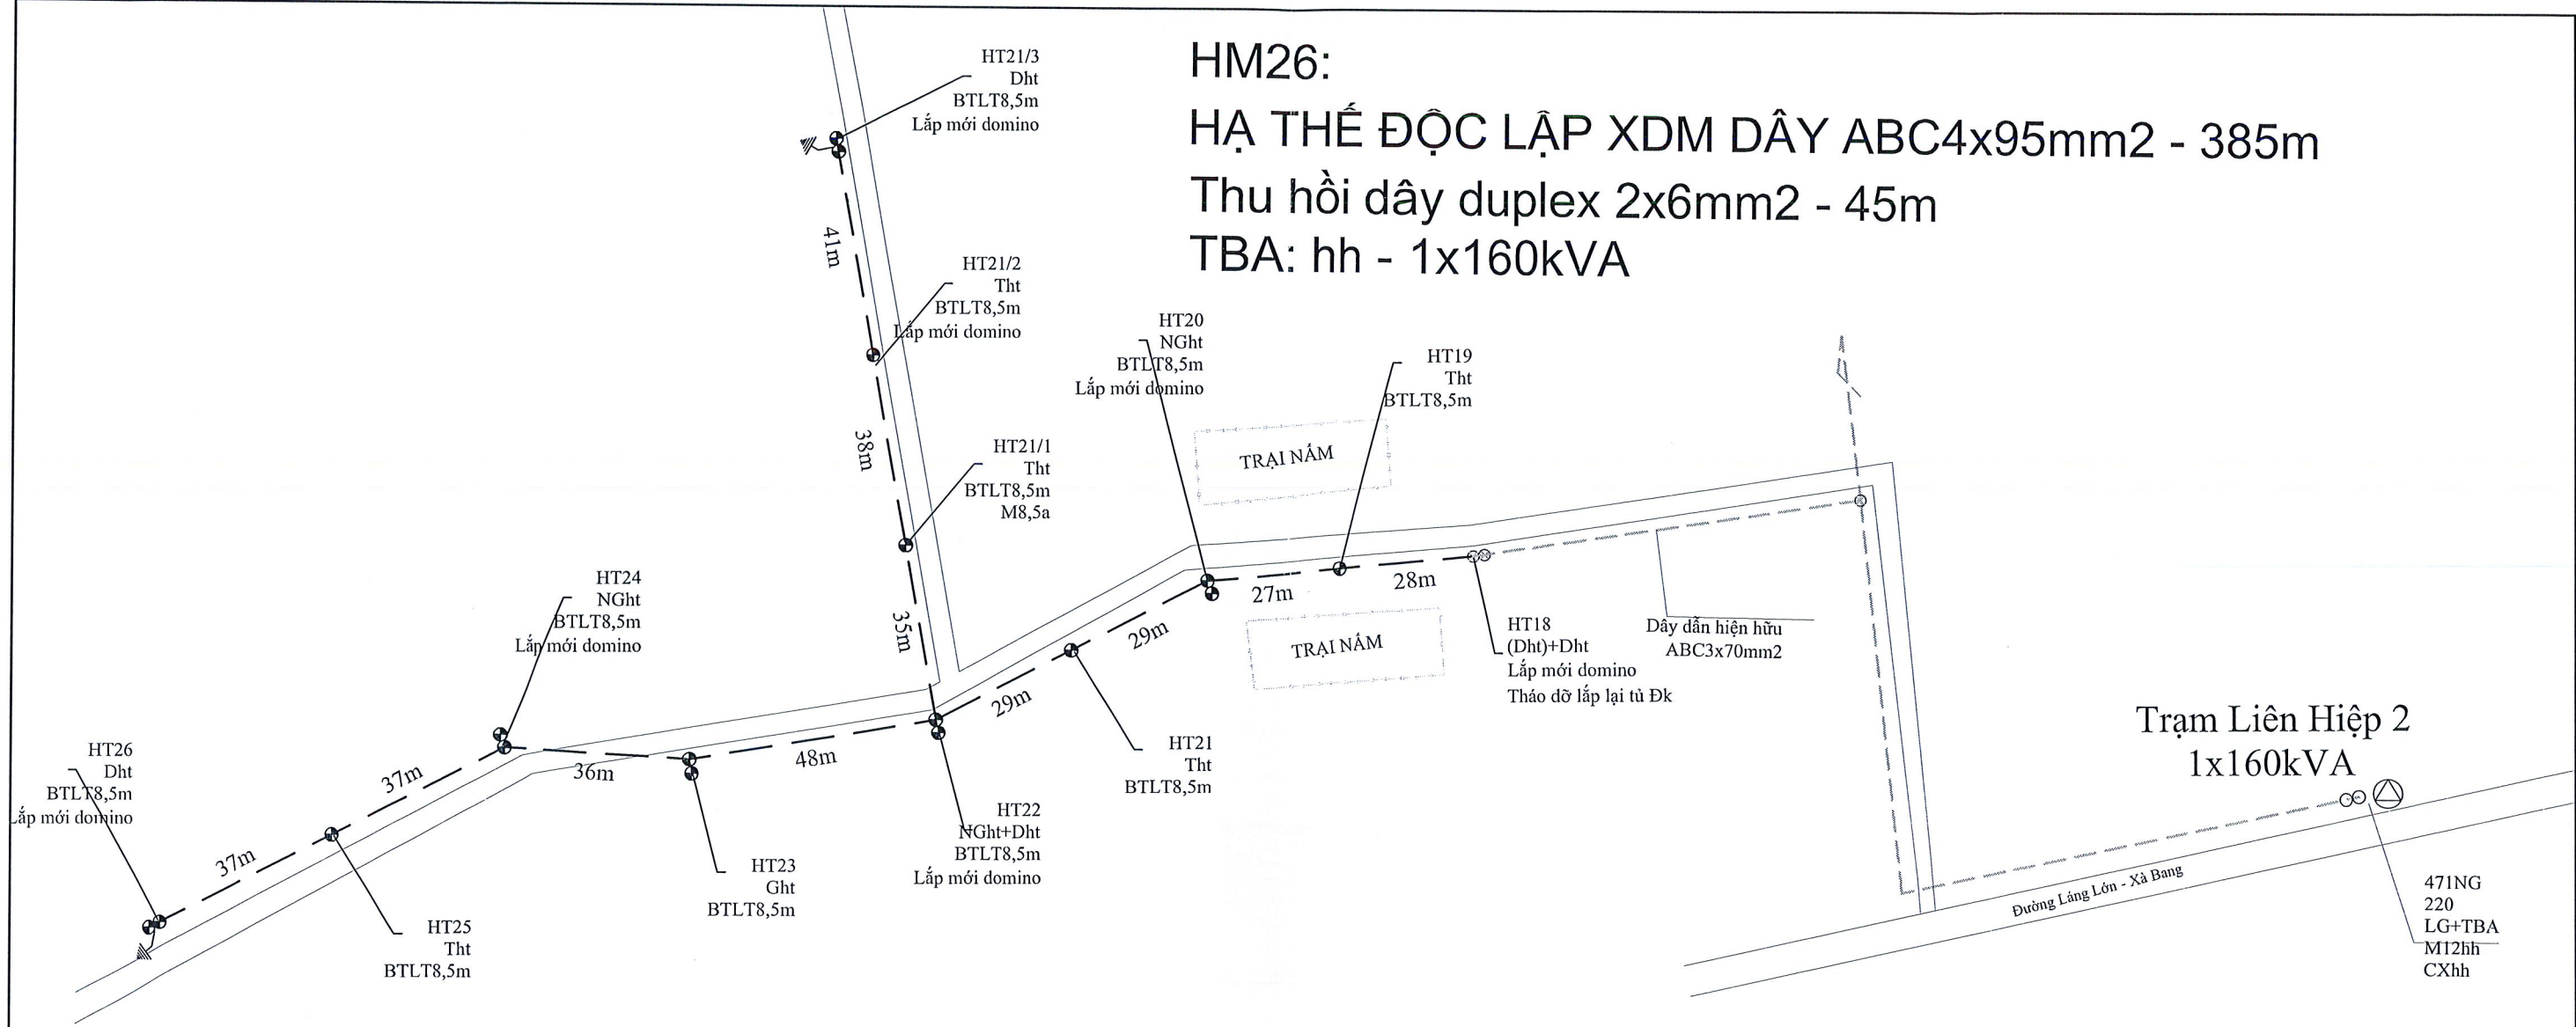 HM26:
HẠ THẾ ĐỘC LẬP XDM DÂY ABC4x95mm2 - 385m
Thu hồi dây duplex 2x6mm2 - 45m
TBA: hh - 1x160kVA
HT21/3
Dht
BTLT8,5m
Lắp mới domino
41m
HT21/2
Tht
BTLT8,5m
Lắp mới domino
38m
HT21/1
Tht
BTLT8,5m
M8,5a
35m
HT20
NGht
BTLT8,5m
Lắp mới domino
HT19
Tht
BTLT8,5m
TRẠI NẤM
27m
28m
TRẠI NẤM
HT18
(Dht)+Dht
Lắp mới domino
Tháo dỡ lắp lại tủ Đk
Dây dẫn hiện hữu
ABC3x70mm2
29m
29m
HT21
Tht
BTLT8,5m
HT22
NGht+Dht
BTLT8,5m
Lắp mới domino
48m
HT23
Ght
BTLT8,5m
36m
HT24
NGht
BTLT8,5m
Lắp mới domino
37m
HT25
Tht
BTLT8,5m
37m
HT26
Dht
BTLT8,5m
Lắp mới domino
Trạm Liên Hiệp 2
1x160kVA
Đường Láng Lớn - Xà Bang
471NG
220
LG+TBA
M12hh
CXhh